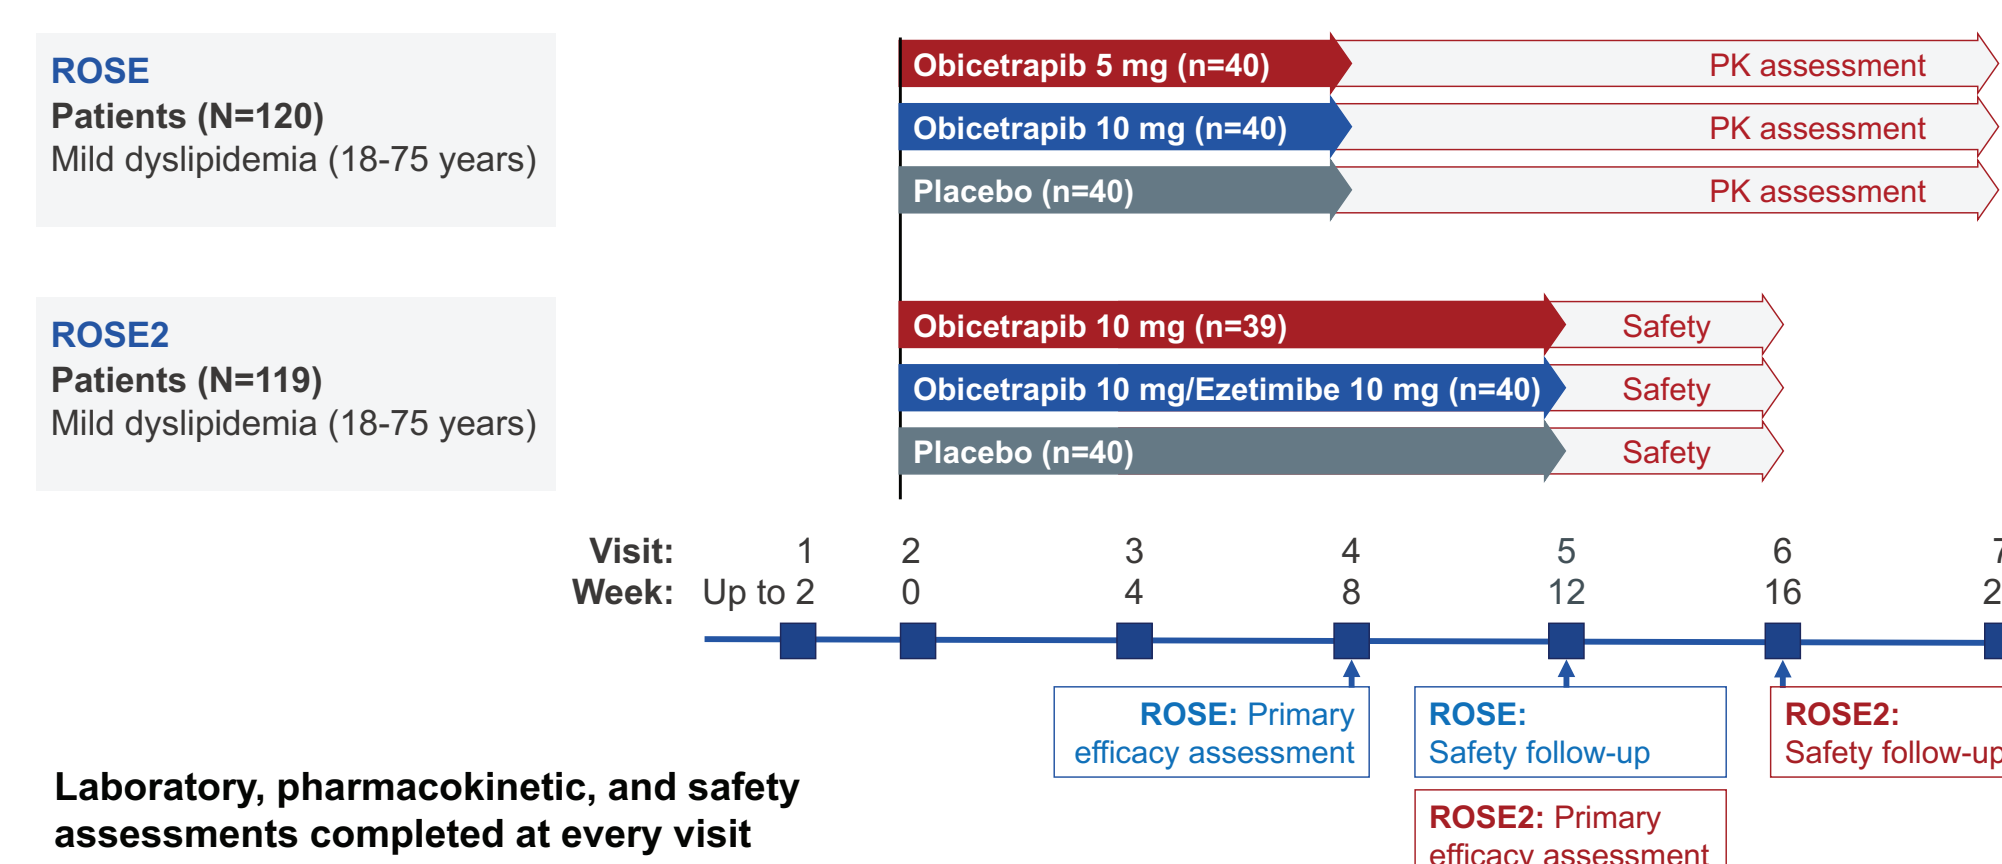 ROSE
Patients (N=120)
Mild dyslipidemia (18-75 years)
Obicetrapib 5 mg (n=40)
PK assessment
Obicetrapib 10 mg (n=40)
PK assessment
Placebo (n=40)
PK assessment
ROSE2
Patients (N=119)
Mild dyslipidemia (18-75 years)
Obicetrapib 10 mg (n=39)
Safety
Obicetrapib 10 mg/Ezetimibe 10 mg (n=40)
Safety
Placebo (n=40)
Safety
Visit: 1 2 3 4 5 6 7
Week: Up to 2 0 4 8 12 16
ROSE: Primary
efficacy assessment
ROSE:
Safety follow-up
ROSE2:
Safety follow-up
ROSE2: Primary
efficacy assessment
Laboratory, pharmacokinetic, and safety
assessments completed at every visit